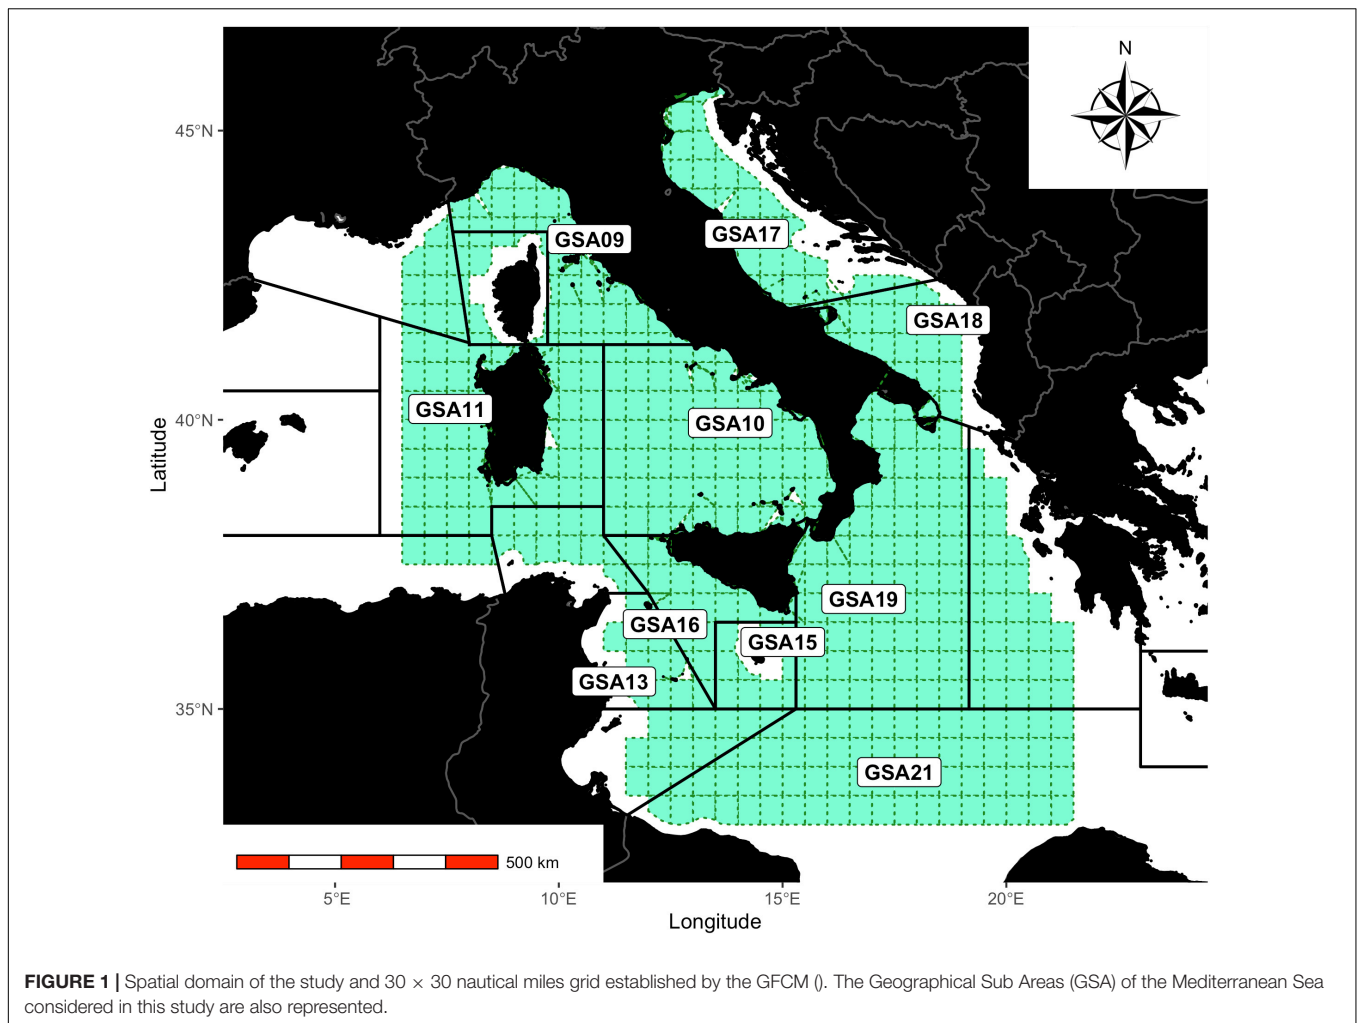 N
45°N
40°N
35°N
Latitude
GSA09
GSA17
GSA18
GSA11
GSA10
GSA19
GSA16
GSA15
GSA13
GSA21
500 km
5°E
10°E
15°E
20°E
Longitude
FIGURE 1 | Spatial domain of the study and 30 × 30 nautical miles grid established by the GFCM (). The Geographical Sub Areas (GSA) of the Mediterranean Sea
considered in this study are also represented.